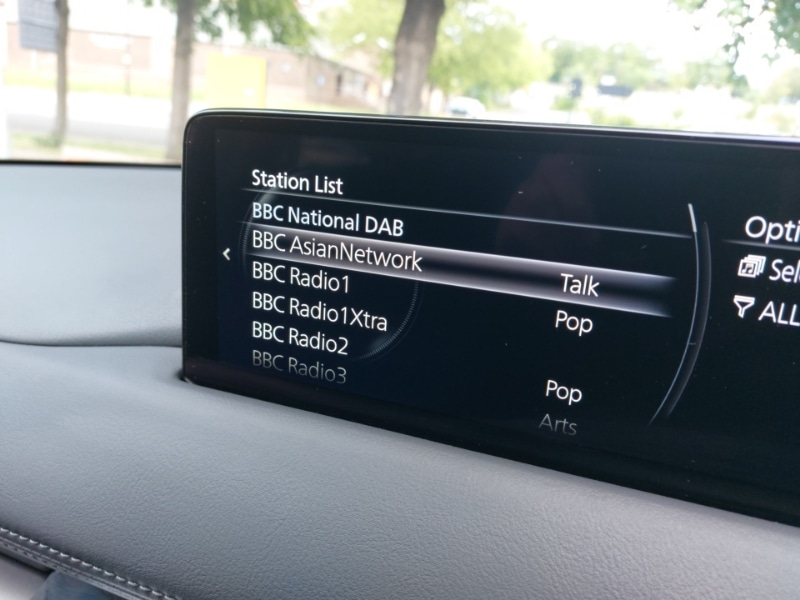 Station List
BBC National DAB
BBC AsianNetwork Talk
BBC Radio1 Pop
BBC Radio1Xtra
BBC Radio2 Pop
BBC Radio3 Arts
Opti
Sel
ALL